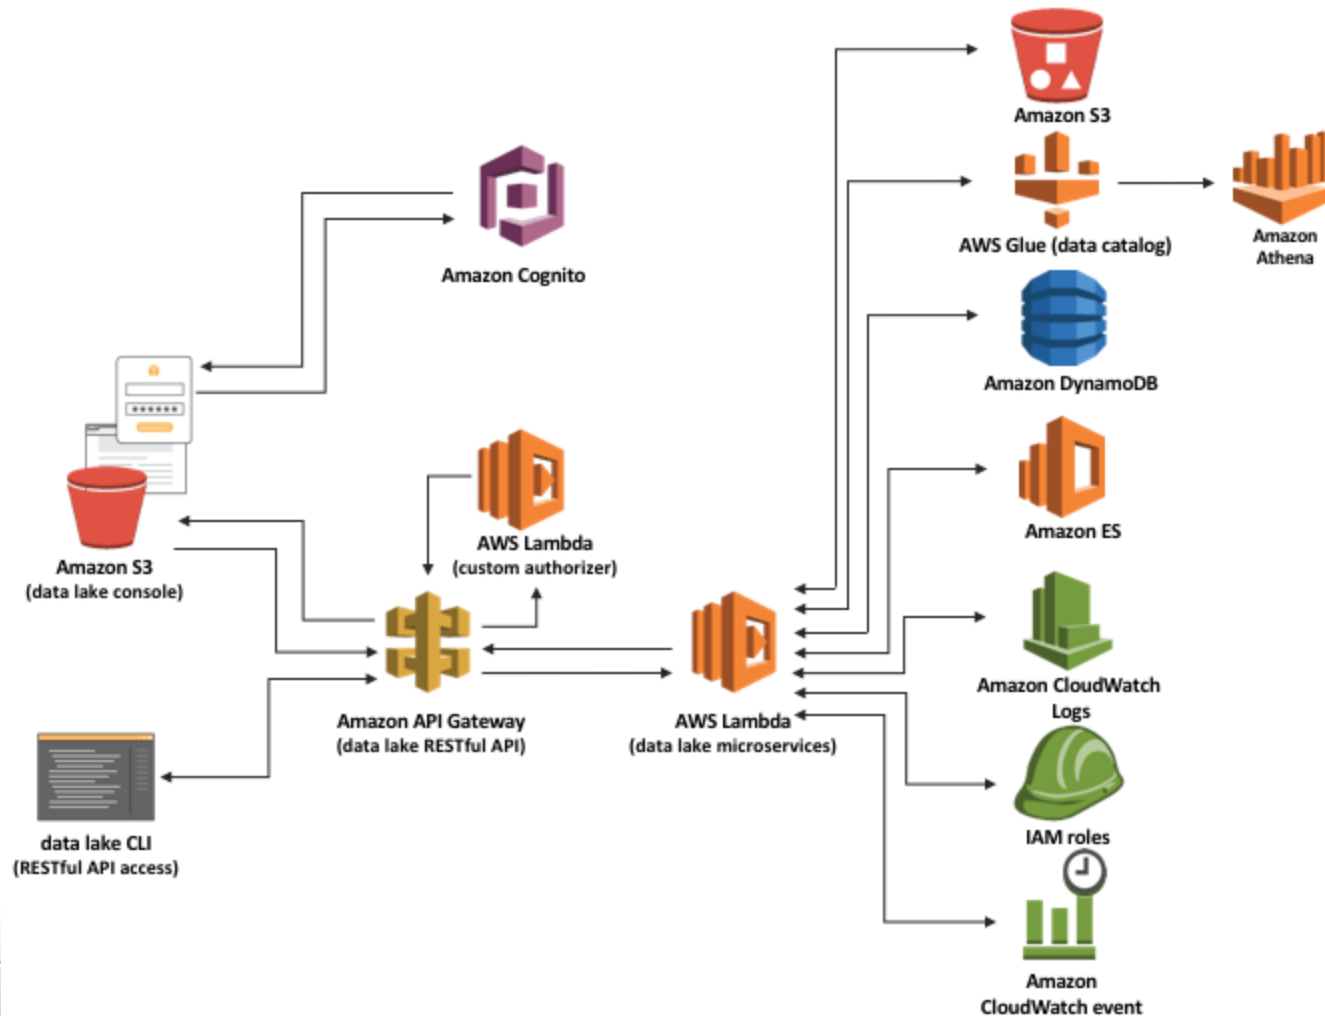 Amazon S3
AWS Glue (data catalog)
Amazon
Athena
Amazon Cognito
Amazon DynamoDB
Amazon ES
AWS Lambda
(custom authorizer)
Amazon S3
(data lake console)
Amazon CloudWatch
Logs
Amazon API Gateway
(data lake RESTful API)
AWS Lambda
(data lake microservices)
IAM roles
data lake CLI
(RESTful API access)
Amazon
CloudWatch event